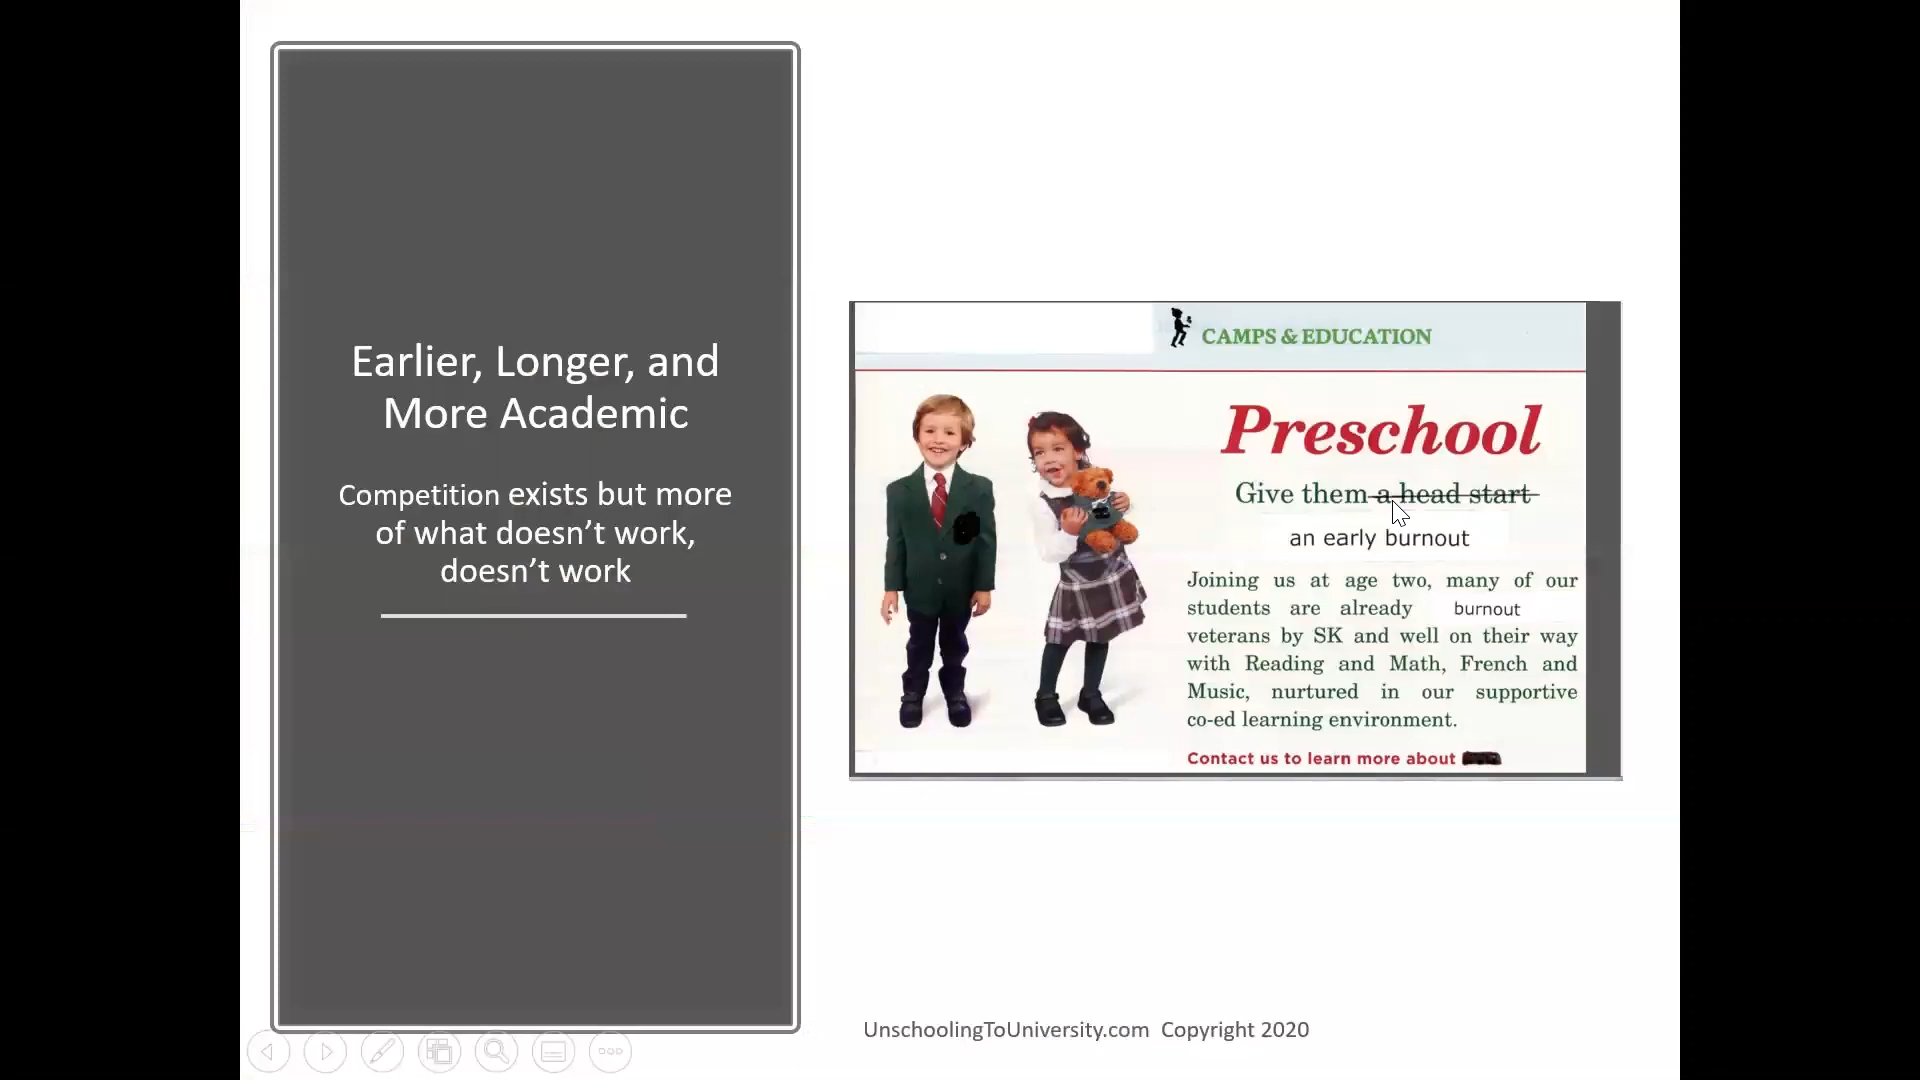 Earlier, Longer, and
More Academic
Competition exists but more
of what doesn't work,
doesn't work
CAMPS & EDUCATION
Preschool
Give them a head start
an early burnout
Joining us at age two, many of our
students are already burnout
veterans by SK and well on their way
with Reading and Math, French and
Music, nurtured in our supportive
co-ed learning environment.
Contact us to learn more about
UnschoolingToUniversity.com Copyright 2020